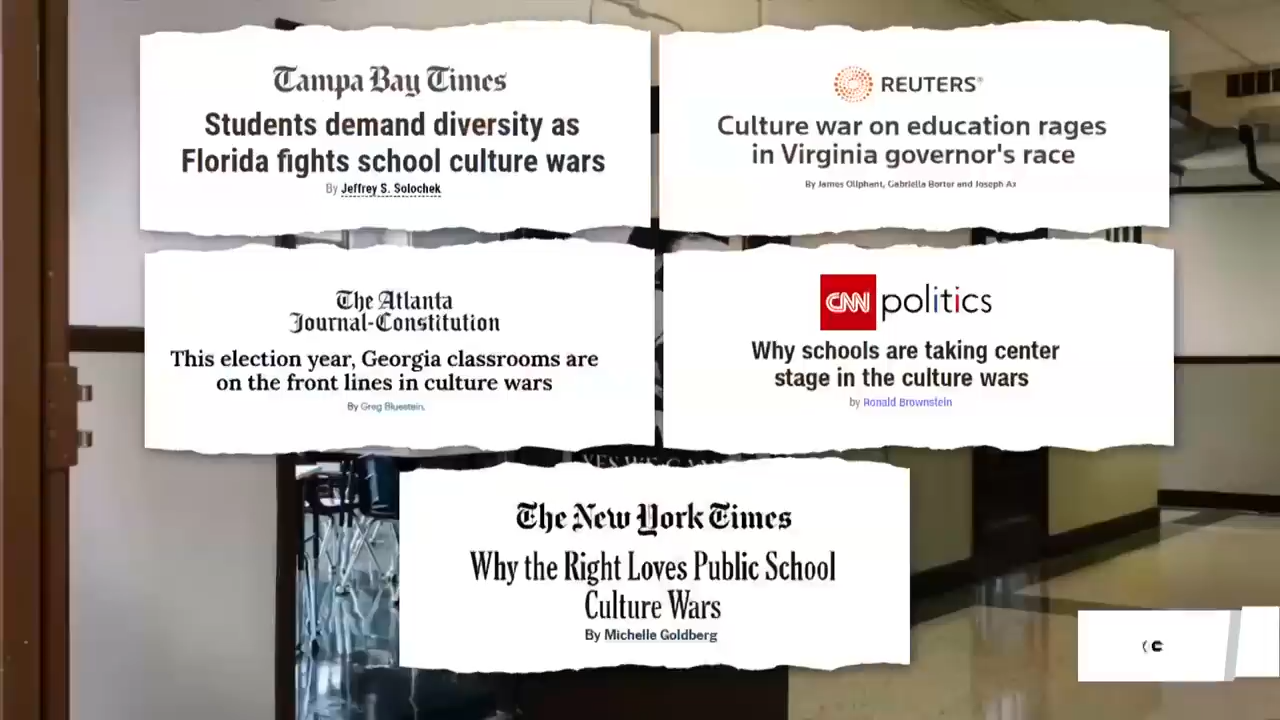 Tampa Bay Times
Students demand diversity as
Florida fights school culture wars
By Jeffrey S. Solochek
REUTERS®
Culture war on education rages
in Virginia governor's race
By James Oliphant, Gabriella Borter and Joseph Ax
The Atlanta
Journal-Constitution
This election year, Georgia classrooms are
on the front lines in culture wars
By Greg Bluestein,
CNN politics
Why schools are taking center
stage in the culture wars
by Ronald Brownstein
YES WE
The New York Times
Why the Right Loves Public School
Culture Wars
By Michelle Goldberg